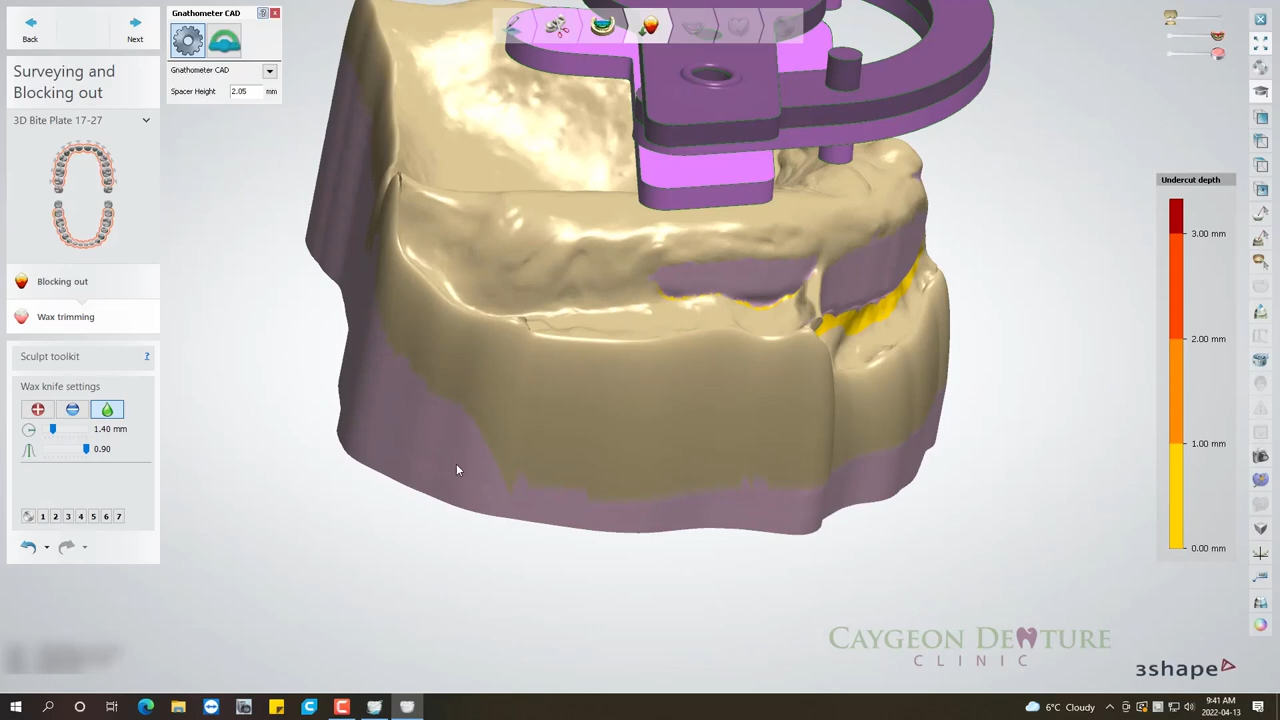 Back
Next
Gnathometer CAD
Gnathometer CAD
Spacer Height 2.05 mm
Surveying and
Blocking out
3D Bite Plate 17-27
Blocking out
Wax trimming
Sculpt toolkit ?
Wax knife settings
1.40 mm
0.90
1 2 3 4 5 6 7
Undercut depth
3.00 mm
2.00 mm
1.00 mm
0.00 mm
CAYGEON DENTURE
CLINIC
3shape
6°C Cloudy
9:41 AM
2022-04-13